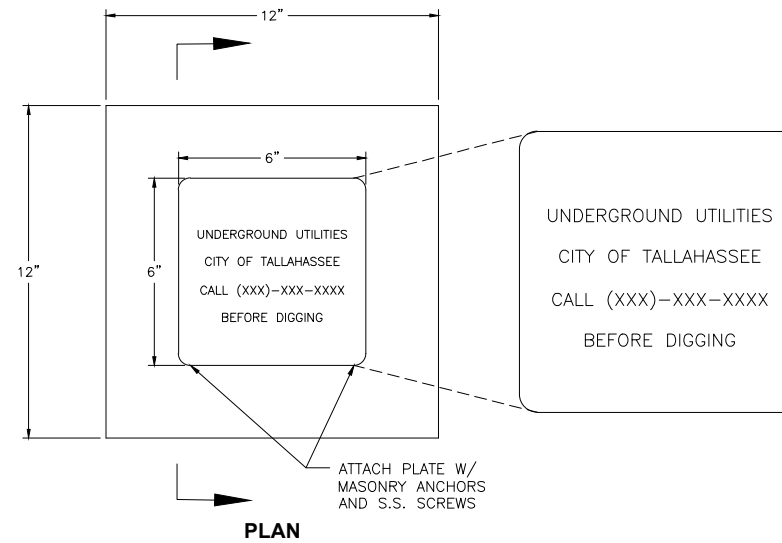 12"
6"
12"
6"
UNDERGROUND UTILITIES
CITY OF TALLAHASSEE
CALL (XXX)-XXX-XXXX
BEFORE DIGGING
UNDERGROUND UTILITIES
CITY OF TALLAHASSEE
CALL (XXX)-XXX-XXXX
BEFORE DIGGING
ATTACH PLATE W/
MASONRY ANCHORS
AND S.S. SCREWS
PLAN